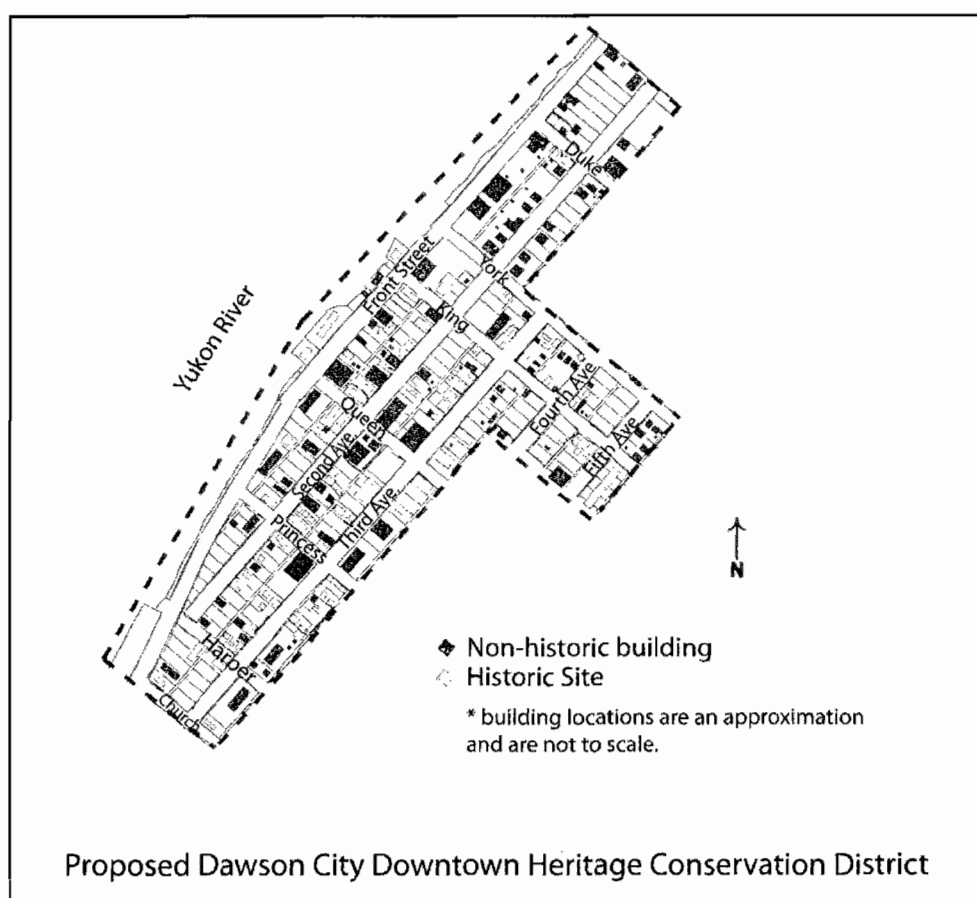 Duke
York
Front Street
King
Yukon River
Queen
Fourth Ave
Fifth Ave
Second Ave
Third Ave
Princess
N
Harper
Church
Non-historic building
Historic Site
* building locations are an approximation
and are not to scale.
Proposed Dawson City Downtown Heritage Conservation District